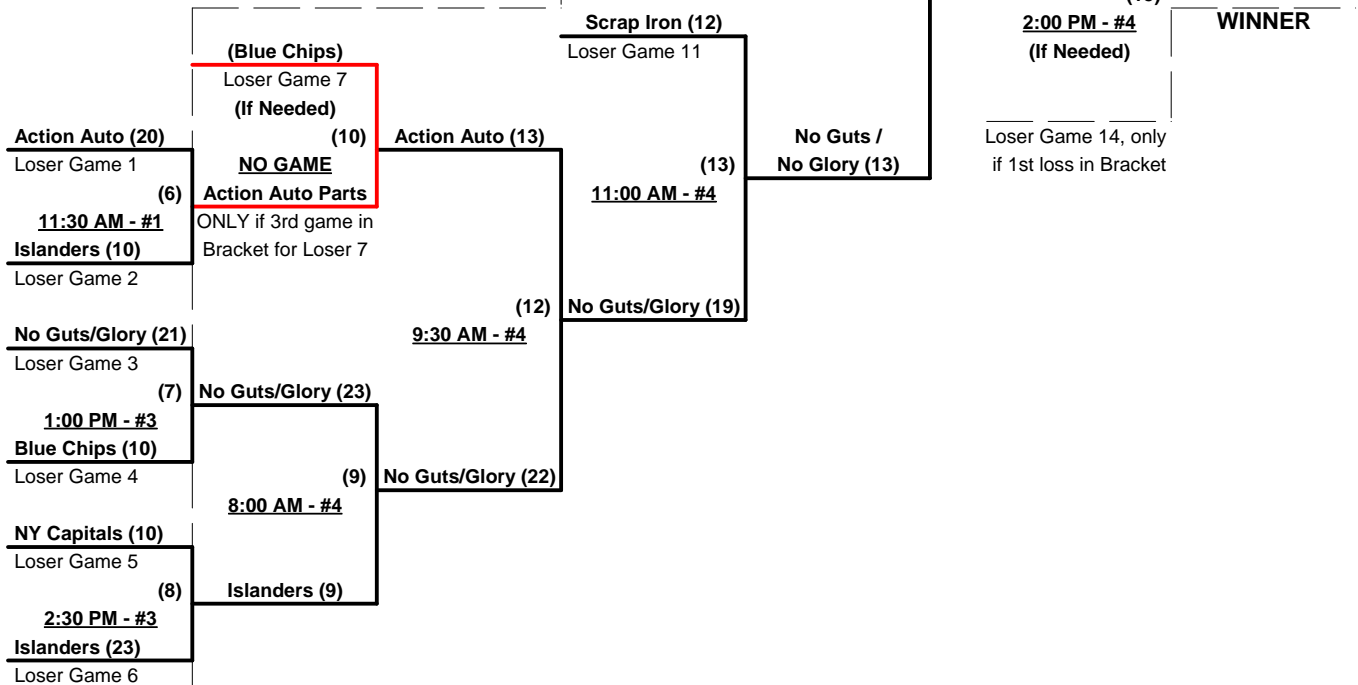 Scrap Iron (12)
Loser Game 11
2:00 PM - #4
(If Needed)
WINNER
(Blue Chips)
Loser Game 7
(If Needed)
(10)
NO GAME
Action Auto Parts
ONLY if 3rd game in
Bracket for Loser 7
Action Auto (20)
Loser Game 1
(6)
11:30 AM - #1
Islanders (10)
Loser Game 2
Action Auto (13)
(13)
11:00 AM - #4
No Guts /
No Glory (13)
Loser Game 14, only
if 1st loss in Bracket
(12)
9:30 AM - #4
No Guts/Glory (19)
No Guts/Glory (21)
Loser Game 3
(7)
1:00 PM - #3
Blue Chips (10)
Loser Game 4
No Guts/Glory (23)
(9)
8:00 AM - #4
No Guts/Glory (22)
NY Capitals (10)
Loser Game 5
(8)
2:30 PM - #3
Islanders (23)
Loser Game 6
Islanders (9)